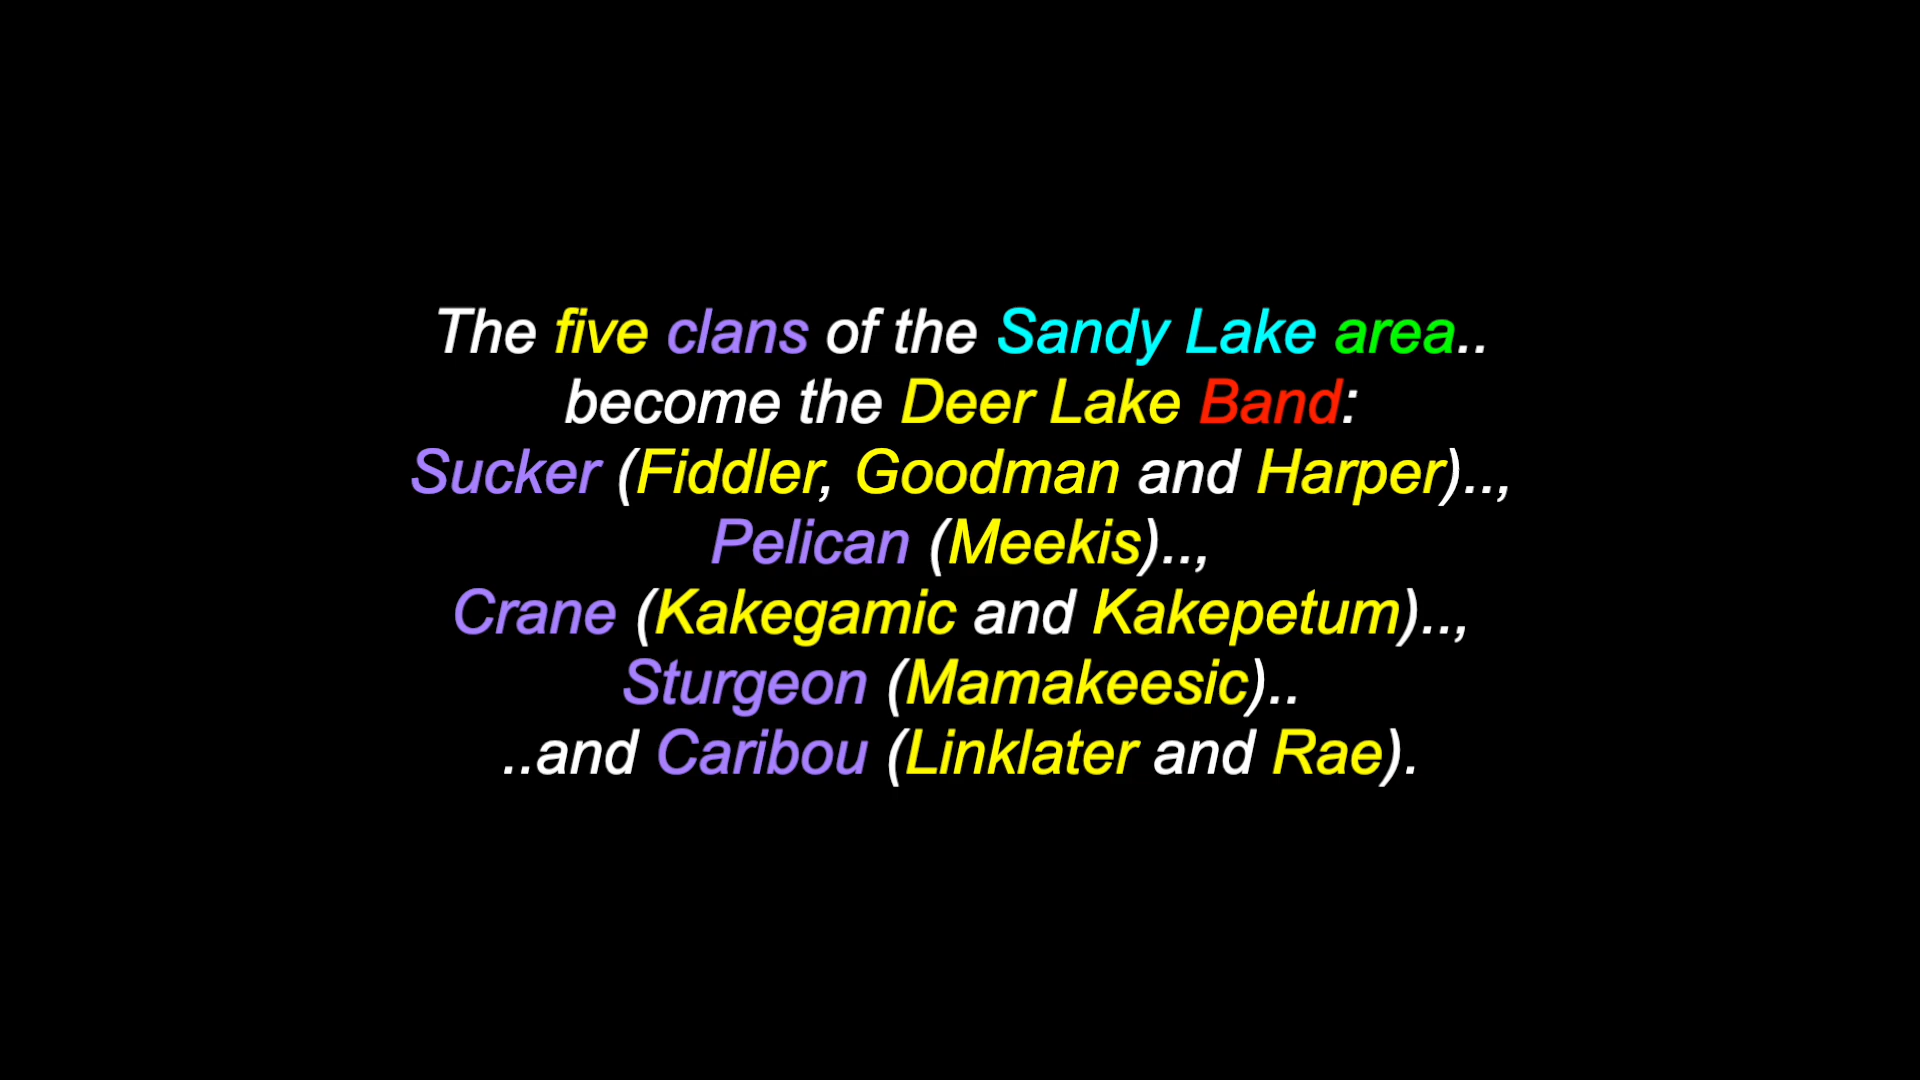 The five clans of the Sandy Lake area..
become the Deer Lake Band:
Sucker (Fiddler, Goodman and Harper)..,
Pelican (Meekis)..,
Crane (Kakegamic and Kakepetum)..,
Sturgeon (Mamakeesic)..
..and Caribou (Linklater and Rae).